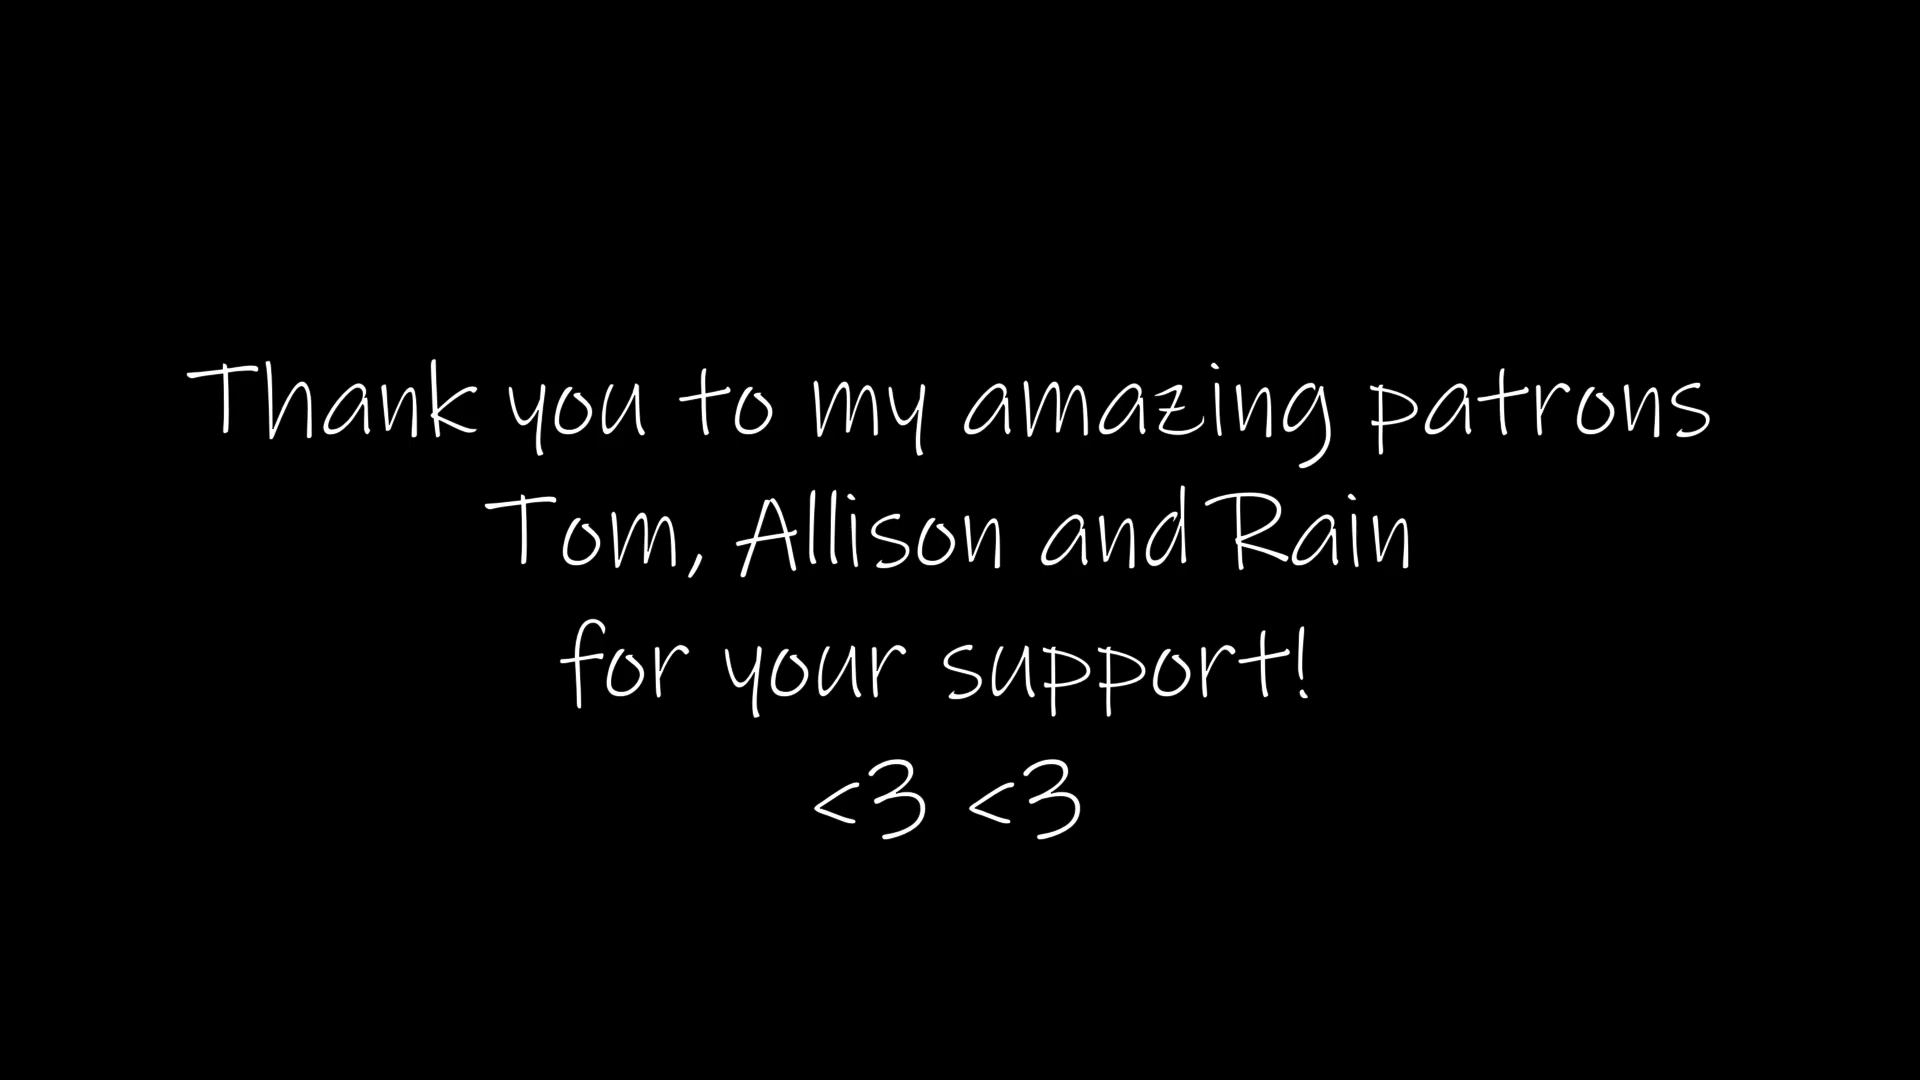 Thank you to my amazing patrons
Tom, Allison and Rain
for your support!
<3 <3